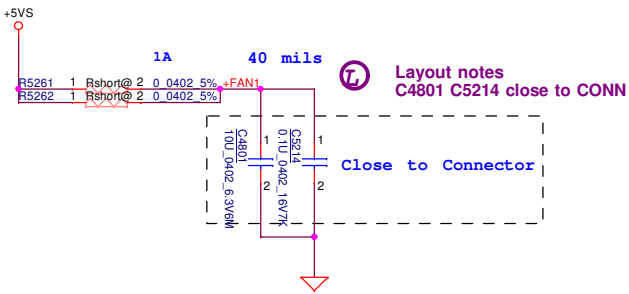 +5VS
1A 40 mils
L Layout notes
C4801 C5214 close to CONN
R5261 1 Rshort@ 2 0_0402_5% +FAN1
R5262 1 Rshort@ 2 0_0402_5%
1 1
C4801
10U_0402_6.3V6M
C5214
0.1U_0402_16V7K
Close to Connector
2 2